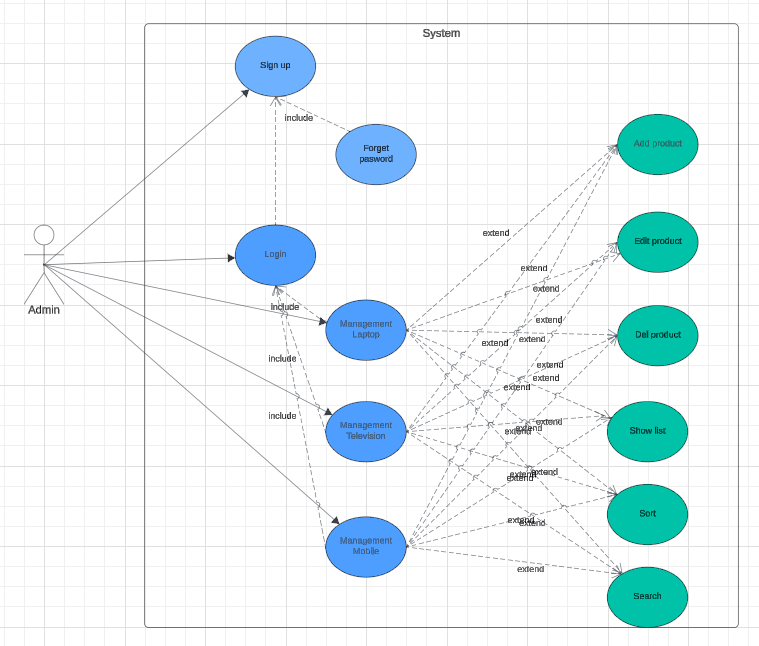 System
Sign up
include
Forget
pasword
Add product
extend
Edit product
Login
extend
extend
Admin
include
Management
Laptop
extend
Del product
extend
extend
include
extend
extend
extend
include
Management
Television
extend
extend
extend
Show list
extend
extend
extend
Sort
extend
extend
Management
Mobile
extend
Search